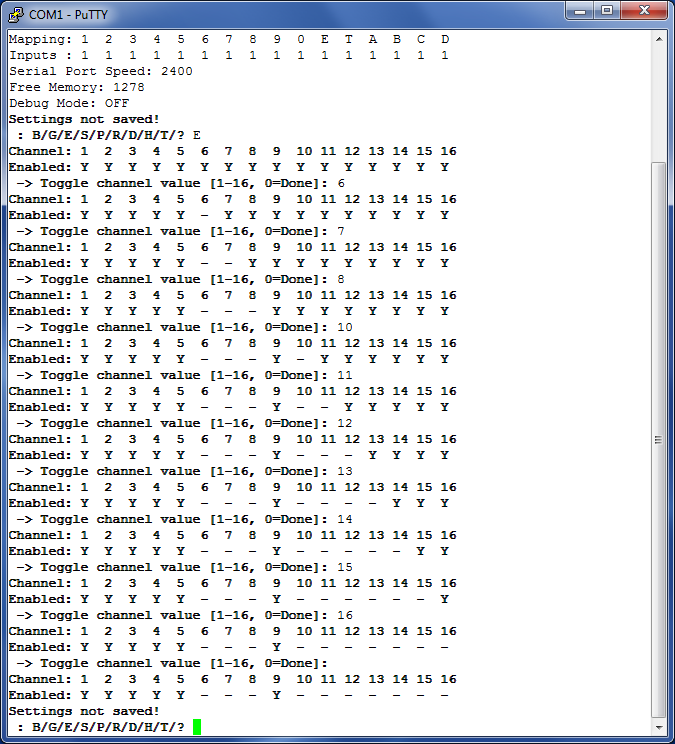 COM1 - PuTTY
Mapping: 1 2 3 4 5 6 7 8 9 0 E T A B C D
Inputs : 1 1 1 1 1 1 1 1 1 1 1 1 1 1 1 1
Serial Port Speed: 2400
Free Memory: 1278
Debug Mode: OFF
Settings not saved!
: B/G/E/S/P/R/D/H/T/? E
Channel: 1 2 3 4 5 6 7 8 9 10 11 12 13 14 15 16
Enabled: Y Y Y Y Y Y Y Y Y Y Y Y Y Y Y Y
-> Toggle channel value [1-16, 0=Done]: 6
Channel: 1 2 3 4 5 6 7 8 9 10 11 12 13 14 15 16
Enabled: Y Y Y Y Y - Y Y Y Y Y Y Y Y Y Y
-> Toggle channel value [1-16, 0=Done]: 7
Channel: 1 2 3 4 5 6 7 8 9 10 11 12 13 14 15 16
Enabled: Y Y Y Y Y - - Y Y Y Y Y Y Y Y Y
-> Toggle channel value [1-16, 0=Done]: 8
Channel: 1 2 3 4 5 6 7 8 9 10 11 12 13 14 15 16
Enabled: Y Y Y Y Y - - - Y Y Y Y Y Y Y Y
-> Toggle channel value [1-16, 0=Done]: 10
Channel: 1 2 3 4 5 6 7 8 9 10 11 12 13 14 15 16
Enabled: Y Y Y Y Y - - - Y - Y Y Y Y Y Y
-> Toggle channel value [1-16, 0=Done]: 11
Channel: 1 2 3 4 5 6 7 8 9 10 11 12 13 14 15 16
Enabled: Y Y Y Y Y - - - Y - - Y Y Y Y Y
-> Toggle channel value [1-16, 0=Done]: 12
Channel: 1 2 3 4 5 6 7 8 9 10 11 12 13 14 15 16
Enabled: Y Y Y Y Y - - - Y - - - Y Y Y Y
-> Toggle channel value [1-16, 0=Done]: 13
Channel: 1 2 3 4 5 6 7 8 9 10 11 12 13 14 15 16
Enabled: Y Y Y Y Y - - - Y - - - - Y Y Y
-> Toggle channel value [1-16, 0=Done]: 14
Channel: 1 2 3 4 5 6 7 8 9 10 11 12 13 14 15 16
Enabled: Y Y Y Y Y - - - Y - - - - - Y Y
-> Toggle channel value [1-16, 0=Done]: 15
Channel: 1 2 3 4 5 6 7 8 9 10 11 12 13 14 15 16
Enabled: Y Y Y Y Y - - - Y - - - - - - Y
-> Toggle channel value [1-16, 0=Done]: 16
Channel: 1 2 3 4 5 6 7 8 9 10 11 12 13 14 15 16
Enabled: Y Y Y Y Y - - - Y - - - - - - -
-> Toggle channel value [1-16, 0=Done]:
Channel: 1 2 3 4 5 6 7 8 9 10 11 12 13 14 15 16
Enabled: Y Y Y Y Y - - - Y - - - - - - -
Settings not saved!
: B/G/E/S/P/R/D/H/T/?